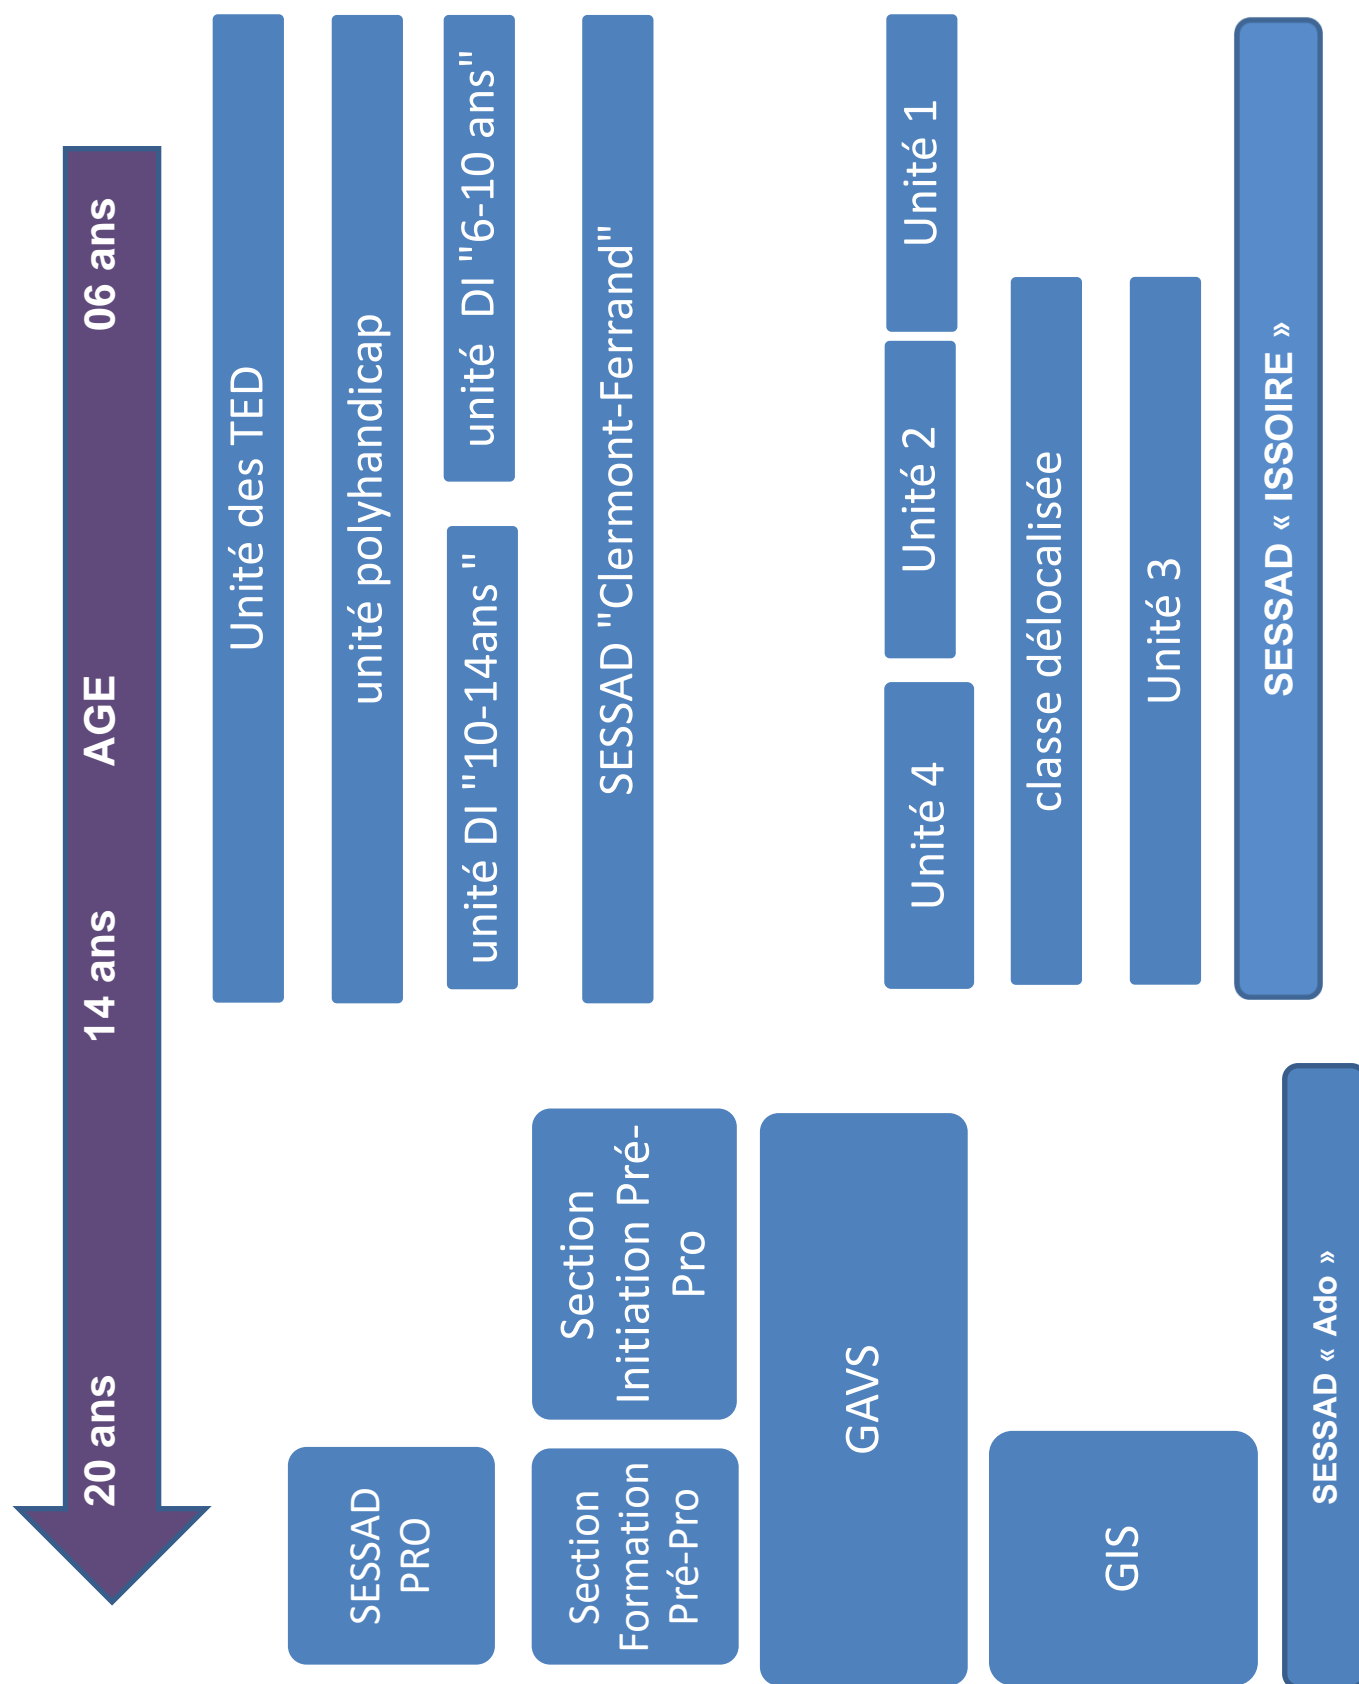 20 ans
14 ans
AGE
06 ans
Unité des TED
unité polyhandicap
unité DI "10-14ans "
unité  DI "6-10 ans"
SESSAD "Clermont-Ferrand"
Unité 4
Unité 2
Unité 1
classe délocalisée
Unité 3
SESSAD « ISSOIRE »
SESSAD
PRO
Section
Formation
Pré-Pro
Section
Initiation Pré-
Pro
GAVS
GIS
SESSAD « Ado »